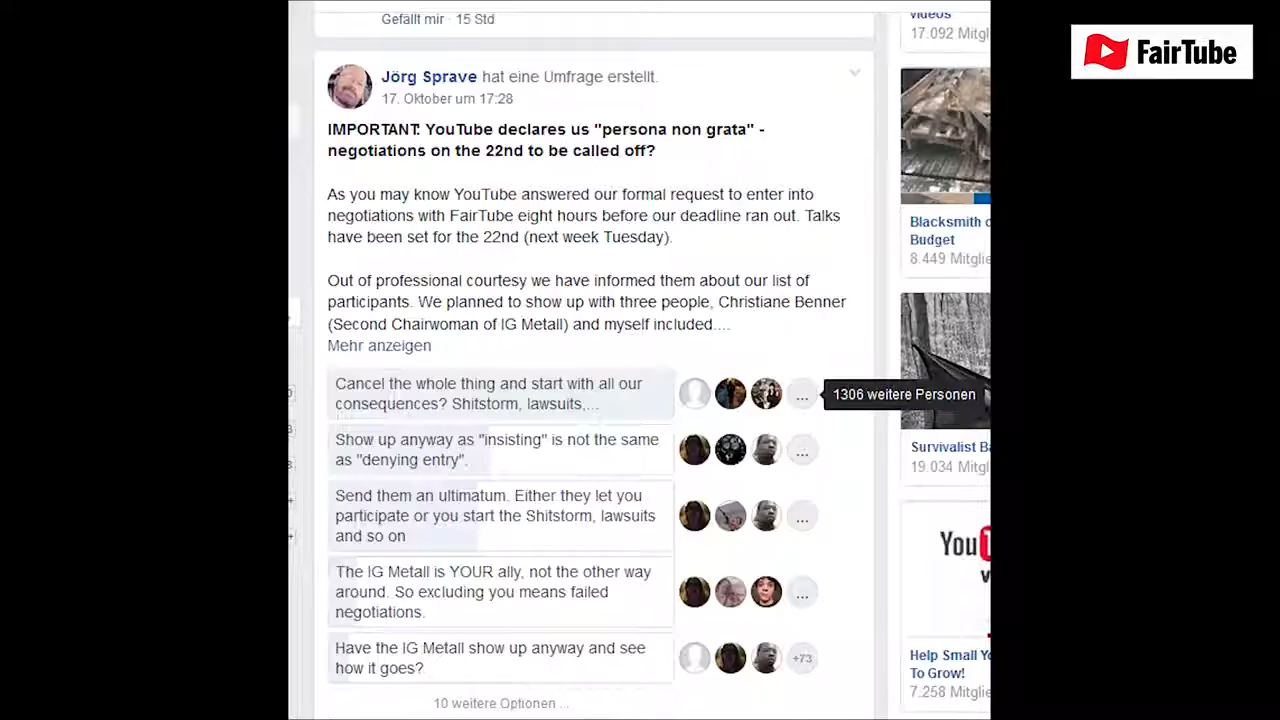 Gefällt mir · 15 Std
videos
17.092 Mitgl
FairTube
Jörg Sprave hat eine Umfrage erstellt.
17. Oktober um 17:28
IMPORTANT: YouTube declares us "persona non grata" -
negotiations on the 22nd to be called off?
As you may know YouTube answered our formal request to enter into
negotiations with FairTube eight hours before our deadline ran out. Talks
have been set for the 22nd (next week Tuesday).
Out of professional courtesy we have informed them about our list of
participants. We planned to show up with three people, Christiane Benner
(Second Chairwoman of IG Metall) and myself included....
Mehr anzeigen
Cancel the whole thing and start with all our
consequences? Shitstorm, lawsuits,...
...
1306 weitere Personen
Show up anyway as "insisting" is not the same
as "denying entry".
...
Send them an ultimatum. Either they let you
participate or you start the Shitstorm, lawsuits
and so on
...
The IG Metall is YOUR ally, not the other way
around. So excluding you means failed
negotiations.
...
Have the IG Metall show up anyway and see
how it goes?
+73
10 weitere Optionen ...
Blacksmith o
Budget
8.449 Mitglie
Survivalist Ba
19.034 Mitgl
You
Help Small Yo
To Grow!
7.258 Mitglie